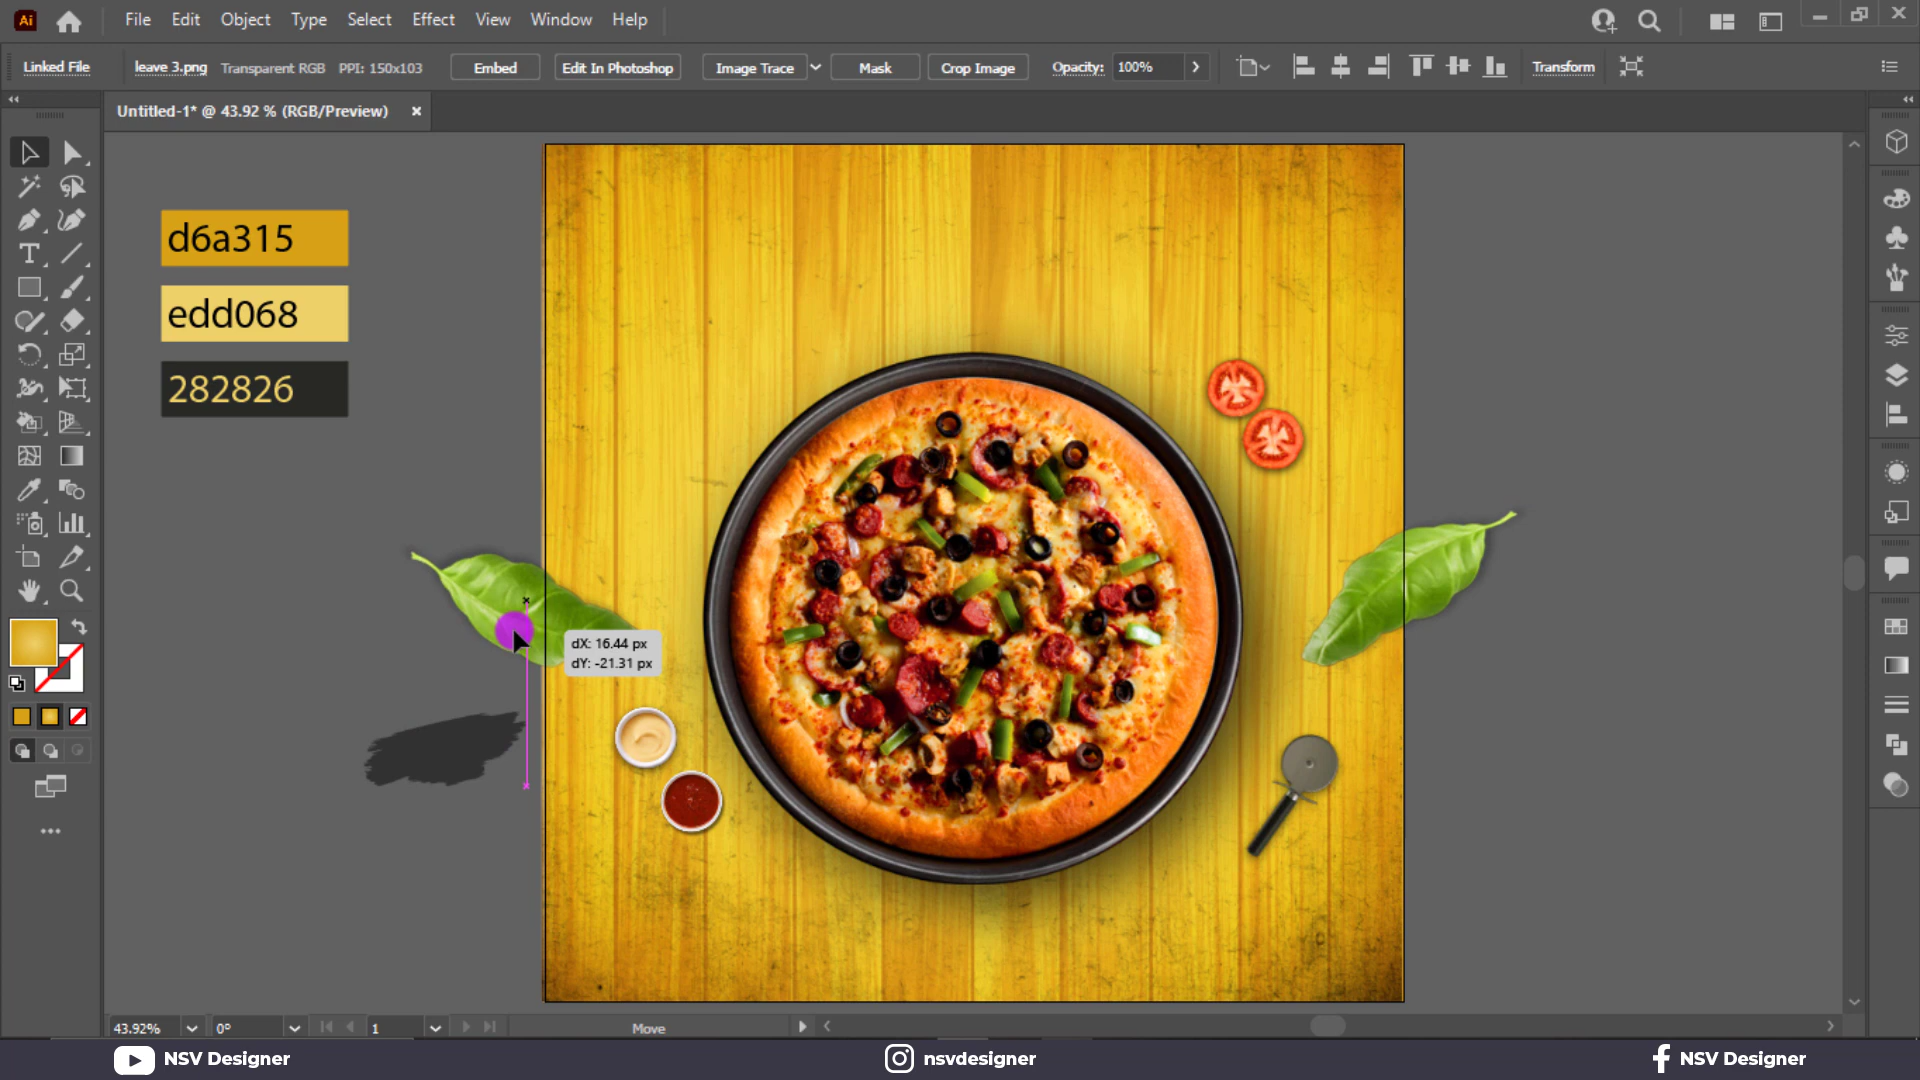 Ai File Edit Object Type Select Effect View Window Help
Linked File leave 3.png Transparent RGB PPI: 150x103 Embed Edit In Photoshop Image Trace Mask Crop Image Opacity: 100% Transform
Untitled-1* @ 43.92 % (RGB/Preview)
d6a315
edd068
282826
dX: 16.44 px
dY: -21.31 px
43.92% 0° 1 Move
NSV Designer nsvdesigner NSV Designer